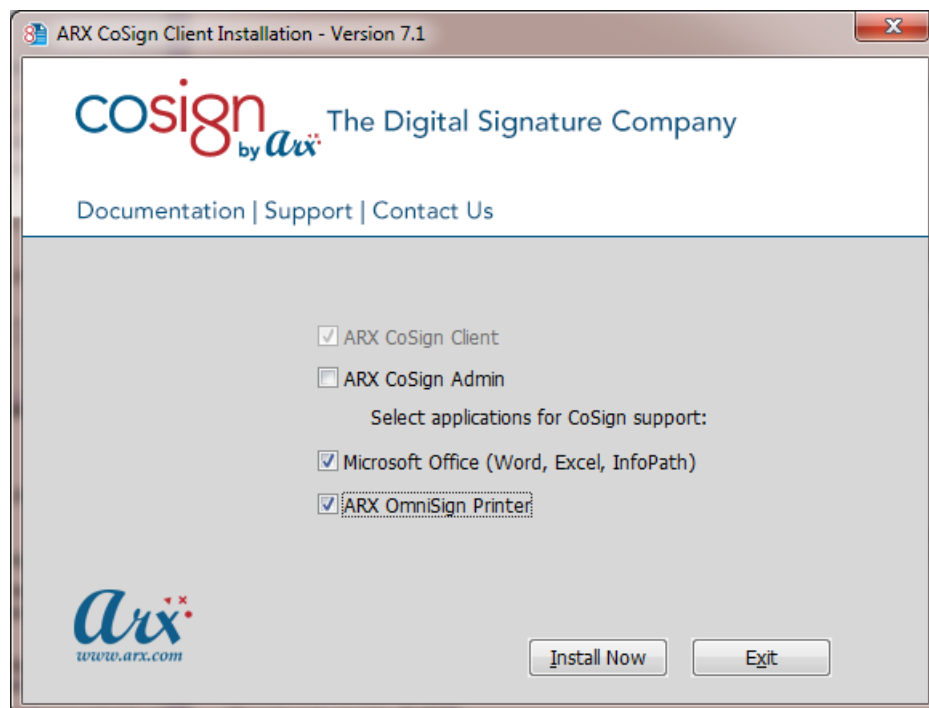 ARX CoSign Client Installation - Version 7.1
cosign by arx The Digital Signature Company
Documentation | Support | Contact Us
ARX CoSign Client
ARX CoSign Admin
Select applications for CoSign support:
Microsoft Office (Word, Excel, InfoPath)
ARX OmniSign Printer
arx
www.arx.com
Install Now Exit